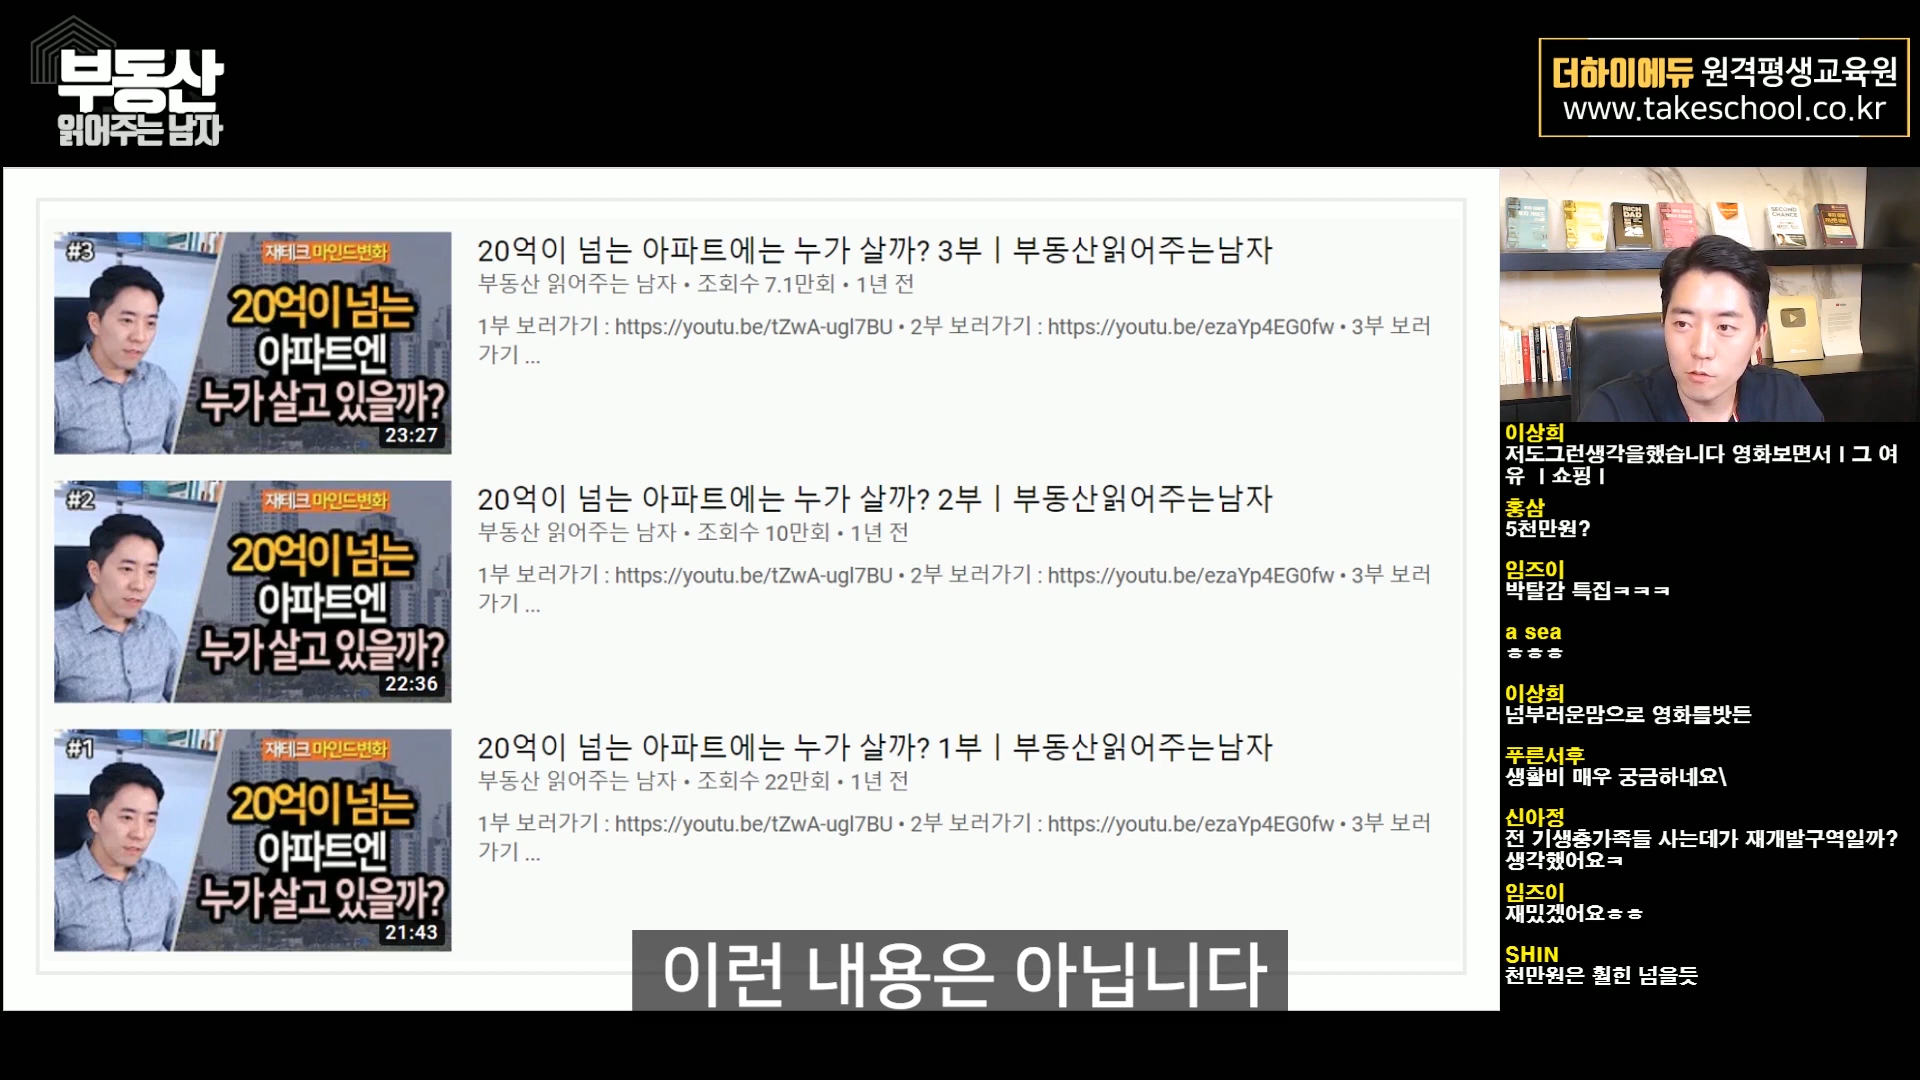 부동산
읽어주는 남자
더하이에듀 원격평생교육원
www.takeschool.co.kr
#3
재테크 마인드변화
20억이 넘는
아파트엔
누가 살고 있을까?
23:27
20억이 넘는 아파트에는 누가 살까? 3부ㅣ부동산읽어주는남자
부동산 읽어주는 남자 • 조회수 7.1만회 • 1년 전
1부 보러가기 : https://youtu.be/tZwA-ugl7BU • 2부 보러가기 : https://youtu.be/ezaYp4EG0fw • 3부 보러
가기 ...
#2
재테크 마인드변화
20억이 넘는
아파트엔
누가 살고 있을까?
22:36
20억이 넘는 아파트에는 누가 살까? 2부ㅣ부동산읽어주는남자
부동산 읽어주는 남자 • 조회수 10만회 • 1년 전
1부 보러가기 : https://youtu.be/tZwA-ugl7BU • 2부 보러가기 : https://youtu.be/ezaYp4EG0fw • 3부 보러
가기 ...
#1
재테크 마인드변화
20억이 넘는
아파트엔
누가 살고 있을까?
21:43
20억이 넘는 아파트에는 누가 살까? 1부ㅣ부동산읽어주는남자
부동산 읽어주는 남자 • 조회수 22만회 • 1년 전
1부 보러가기 : https://youtu.be/tZwA-ugl7BU • 2부 보러가기 : https://youtu.be/ezaYp4EG0fw • 3부 보러
가기 ...
이런 내용은 아닙니다
RICH
DAD
SECOND
CHANCE
이상희
저도그런생각을했습니다 영화보면서ㅣ그 여
유 ㅣ쇼핑ㅣ
홍삼
5천만원?
임즈이
박탈감 특집ㅋㅋㅋ
a sea
ㅎㅎㅎ
이상희
넘부러운맘으로 영화틀밧든
푸른서후
생활비 매우 궁금하네요\
신아정
전 기생충가족들 사는데가 재개발구역일까?
생각했어요ㅋ
임즈이
재밌겠어요ㅎㅎ
SHIN
천만원은 훨힌 넘을듯